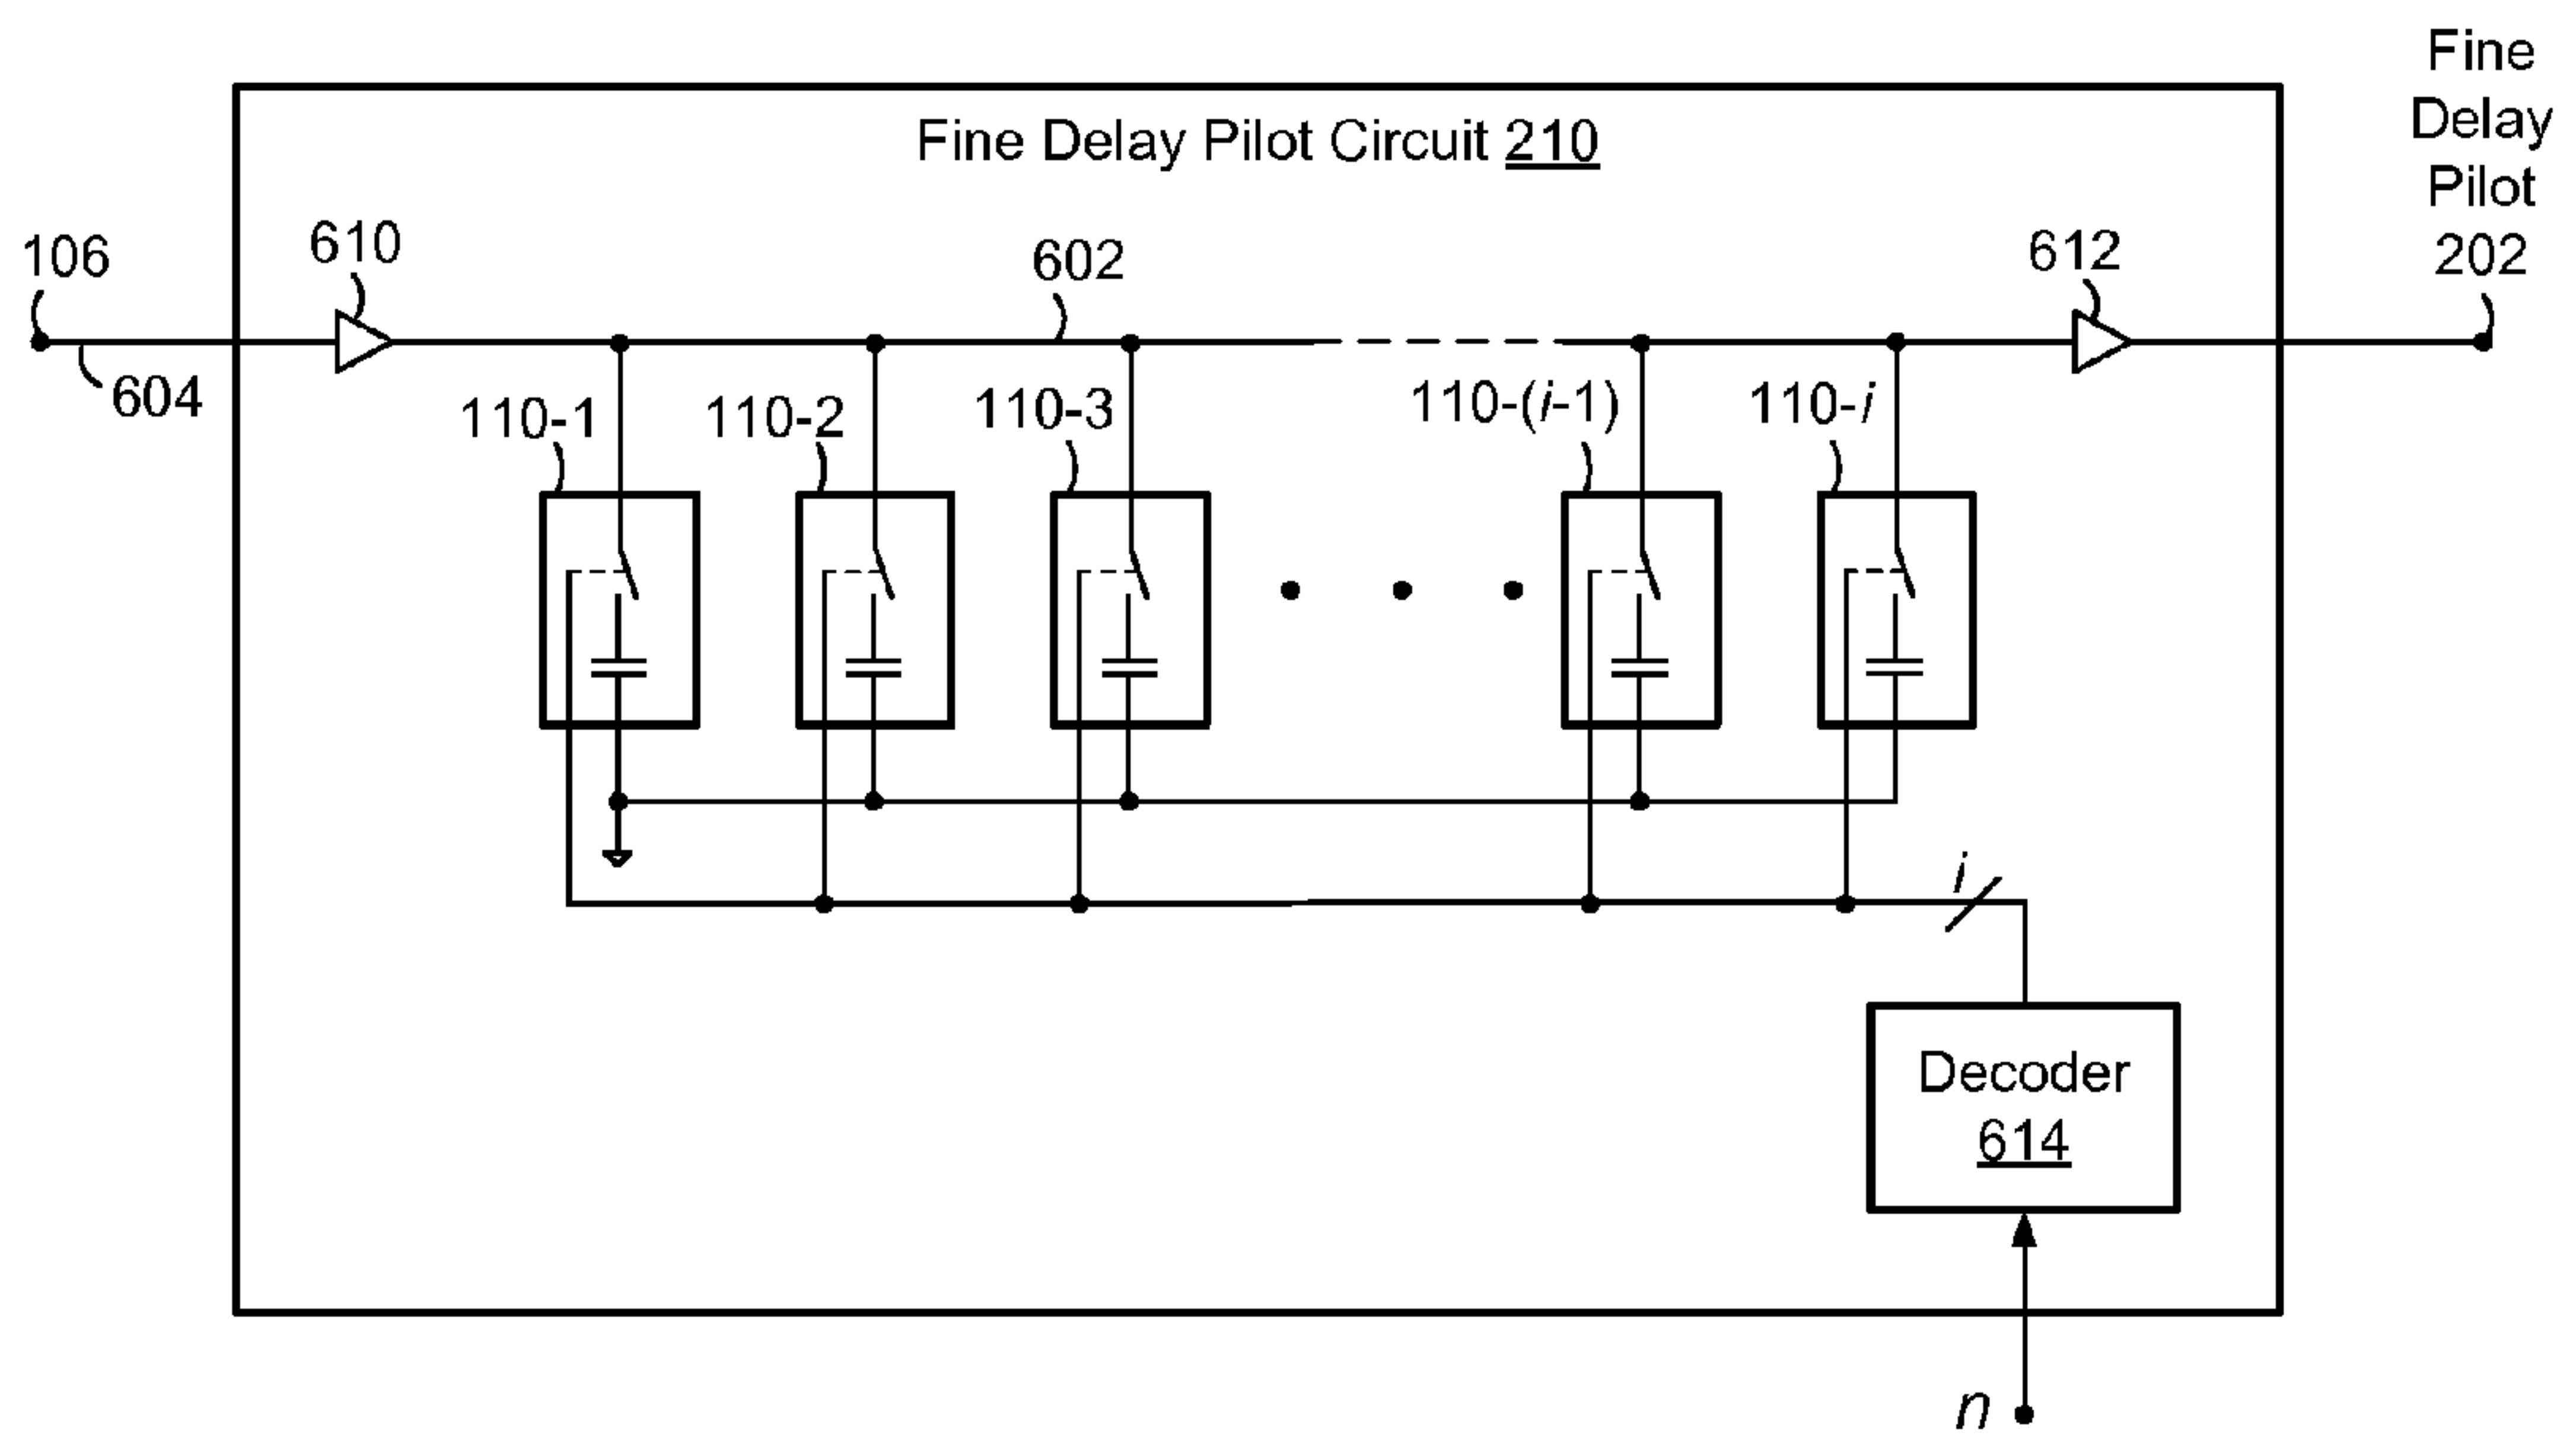 Fine
Delay
Pilot
202
Fine Delay Pilot Circuit 210
106
610
602
612
604
110-1
110-2
110-3
110-(i-1)
110-i
i
Decoder
614
n